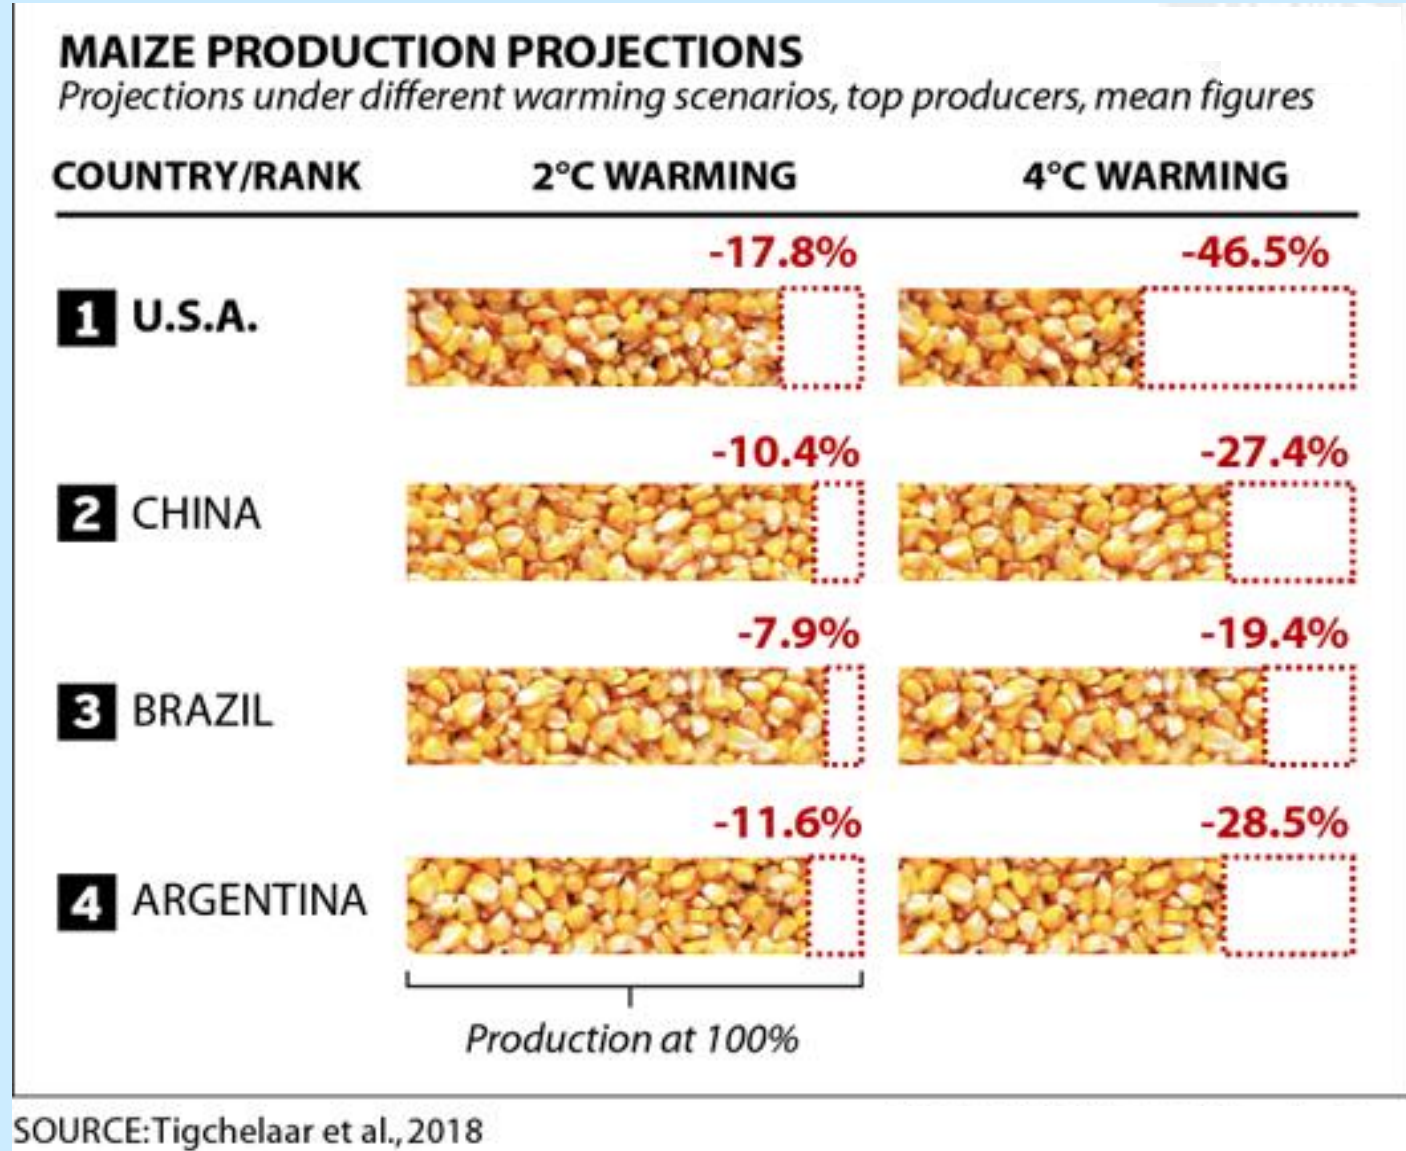 MAIZE PRODUCTION PROJECTIONS
Projections under different warming scenarios, top producers, mean figures
COUNTRY/RANK 2°C WARMING 4°C WARMING
-17.8% -46.5%
1 U.S.A.
-10.4% -27.4%
2 CHINA
-7.9% -19.4%
3 BRAZIL
-11.6% -28.5%
4 ARGENTINA
Production at 100%
SOURCE:Tigchelaar et al.,2018